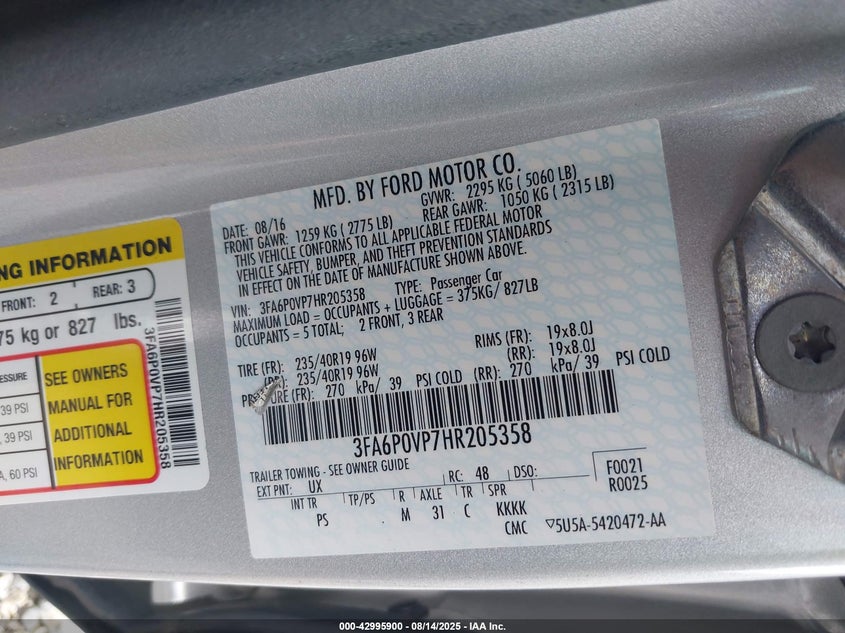 NG INFORMATION
FRONT: 2 REAR: 3
75 kg or 827 lbs.
PRESSURE
39 PSI
, 39 PSI
A, 60 PSI
SEE OWNERS
MANUAL FOR
ADDITIONAL
INFORMATION
3FA6P0VP7HR205358
MFD. BY FORD MOTOR CO.
DATE: 08/16 GVWR: 2295 KG ( 5060 LB)
FRONT GAWR: 1259 KG ( 2775 LB) REAR GAWR: 1050 KG ( 2315 LB)
THIS VEHICLE CONFORMS TO ALL APPLICABLE FEDERAL MOTOR
VEHICLE SAFETY, BUMPER, AND THEFT PREVENTION STANDARDS
IN EFFECT ON THE DATE OF MANUFACTURE SHOWN ABOVE.
VIN: 3FA6P0VP7HR205358 TYPE: Passenger Car
MAXIMUM LOAD = OCCUPANTS + LUGGAGE = 375KG/ 827LB
OCCUPANTS = 5 TOTAL; 2 FRONT, 3 REAR
TIRE (FR): 235/40R19 96W RIMS (FR): 19x8.0J
(RR): 235/40R19 96W (RR): 19x8.0J
PRESSURE (FR): 270 kPa/ 39 PSI COLD (RR): 270 kPa/ 39 PSI COLD
3FA6P0VP7HR205358
TRAILER TOWING - SEE OWNER GUIDE
EXT PNT: UX RC: 48 DSO: F0021
INT TR TP/PS R AXLE TR SPR R0025
PS M 31 C KKKK
CMC ▽5U5A-5420472-AA
000-42995900 08/14/2025 - IAA Inc.